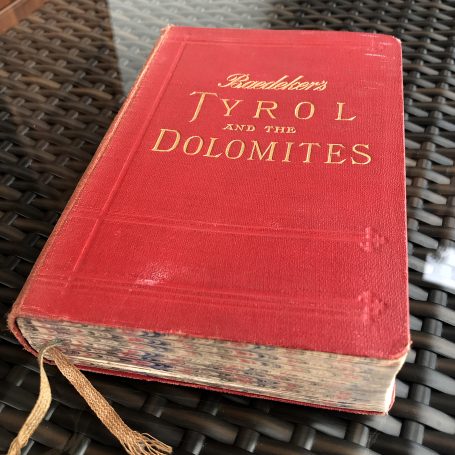 Baedeker's
TYROL
AND THE
DOLOMITES